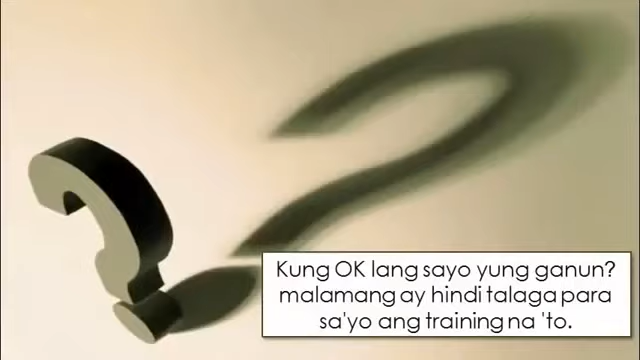 Kung OK lang sayo yung ganun?
malamang ay hindi talaga para
sa'yo ang training na 'to.